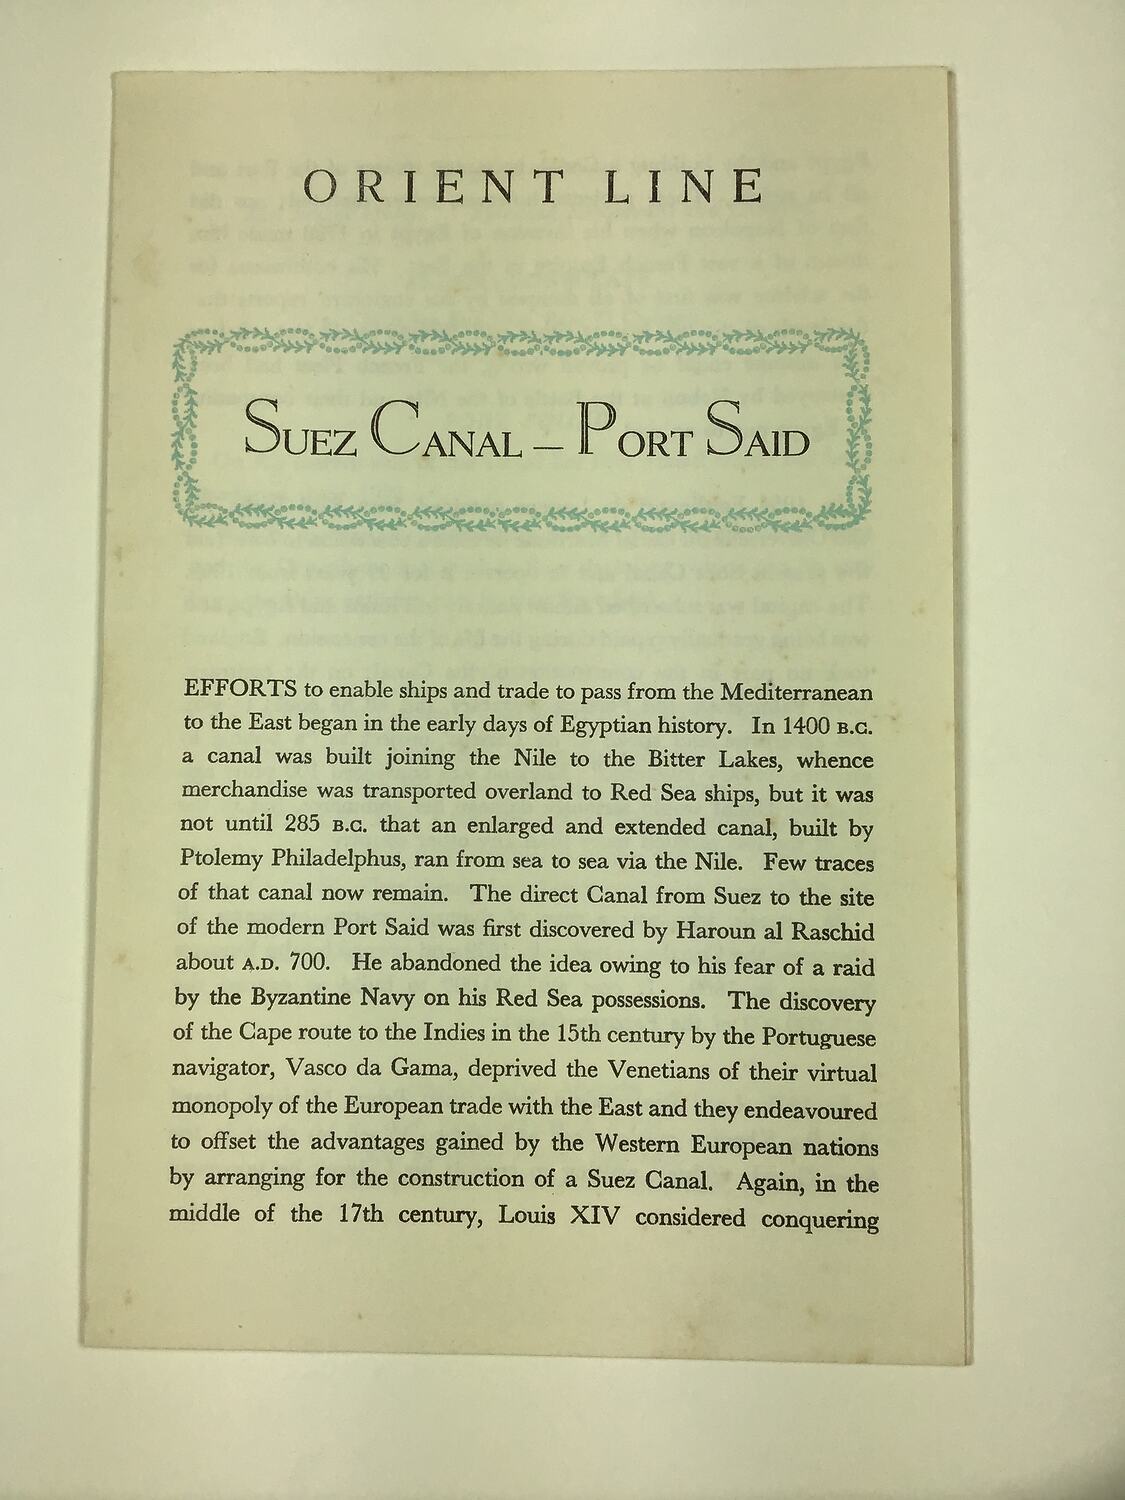 ORIENT LINE
SUEZ CANAL – PORT SAID
EFFORTS to enable ships and trade to pass from the Mediterranean
to the East began in the early days of Egyptian history. In 1400 B.C.
a canal was built joining the Nile to the Bitter Lakes, whence
merchandise was transported overland to Red Sea ships, but it was
not until 285 B.C. that an enlarged and extended canal, built by
Ptolemy Philadelphus, ran from sea to sea via the Nile. Few traces
of that canal now remain. The direct Canal from Suez to the site
of the modern Port Said was first discovered by Haroun al Raschid
about A.D. 700. He abandoned the idea owing to his fear of a raid
by the Byzantine Navy on his Red Sea possessions. The discovery
of the Cape route to the Indies in the 15th century by the Portuguese
navigator, Vasco da Gama, deprived the Venetians of their virtual
monopoly of the European trade with the East and they endeavoured
to offset the advantages gained by the Western European nations
by arranging for the construction of a Suez Canal. Again, in the
middle of the 17th century, Louis XIV considered conquering